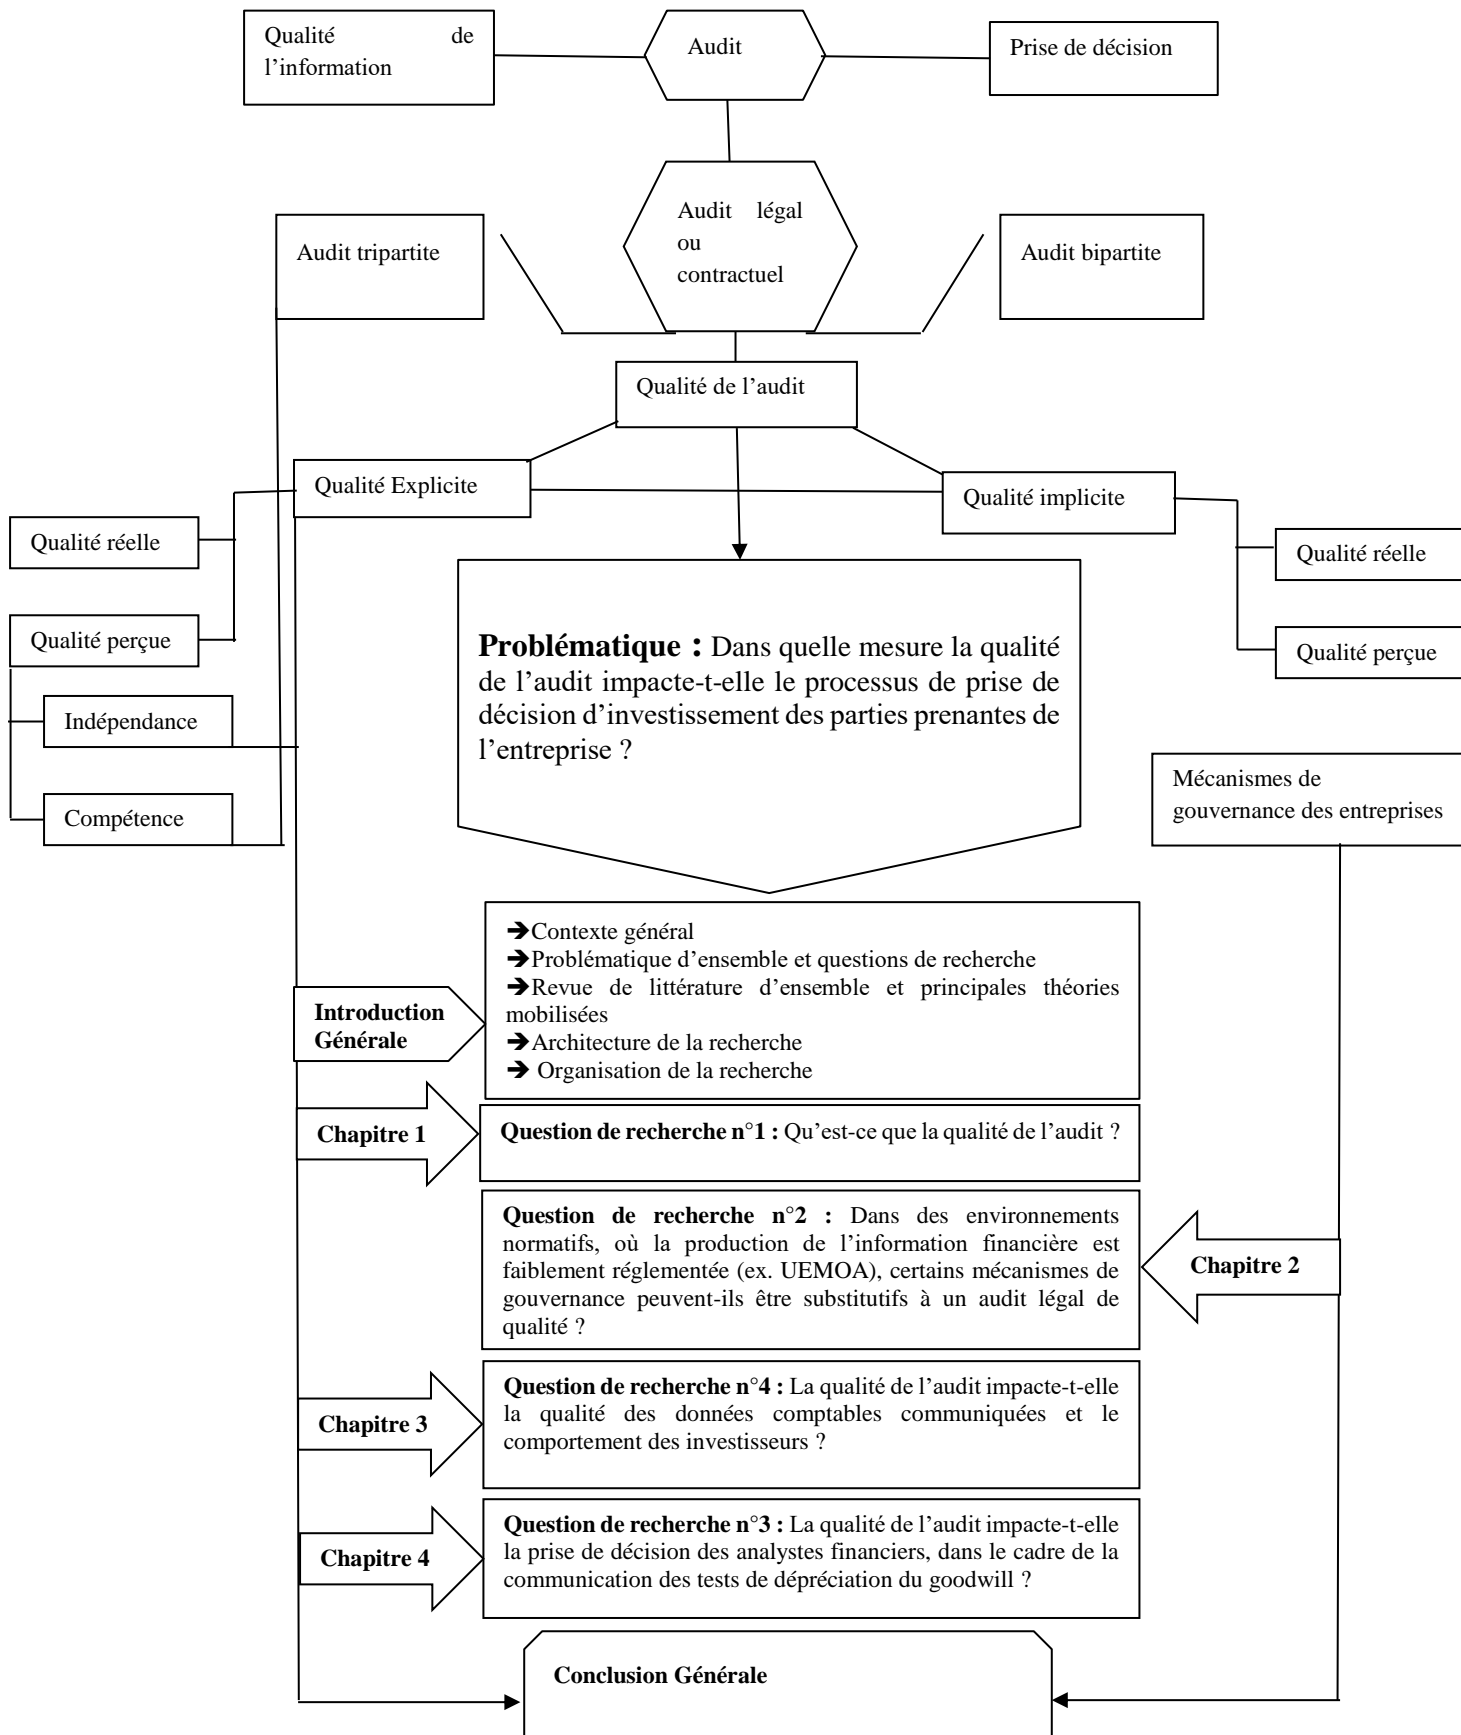 Qualité de
l'information
Audit
Prise de décision
Audit tripartite
Audit légal
ou
contractuel
Audit bipartite
Qualité de l'audit
Qualité Explicite
Qualité implicite
Qualité réelle
Qualité perçue
Indépendance
Compétence
Qualité réelle
Qualité perçue
Problématique : Dans quelle mesure la qualité
de l'audit impacte-t-elle le processus de prise de
décision d'investissement des parties prenantes de
l'entreprise ?
Mécanismes de
gouvernance des entreprises
Introduction
Générale
➔Contexte général
➔Problématique d'ensemble et questions de recherche
➔Revue de littérature d'ensemble et principales théories
mobilisées
➔Architecture de la recherche
➔ Organisation de la recherche
Chapitre 1
Question de recherche n°1 : Qu'est-ce que la qualité de l'audit ?
Question de recherche n°2 : Dans des environnements
normatifs, où la production de l'information financière est
faiblement réglementée (ex. UEMOA), certains mécanismes de
gouvernance peuvent-ils être substitutifs à un audit légal de
qualité ?
Chapitre 2
Chapitre 3
Question de recherche n°4 : La qualité de l'audit impacte-t-elle
la qualité des données comptables communiquées et le
comportement des investisseurs ?
Chapitre 4
Question de recherche n°3 : La qualité de l'audit impacte-t-elle
la prise de décision des analystes financiers, dans le cadre de la
communication des tests de dépréciation du goodwill ?
Conclusion Générale